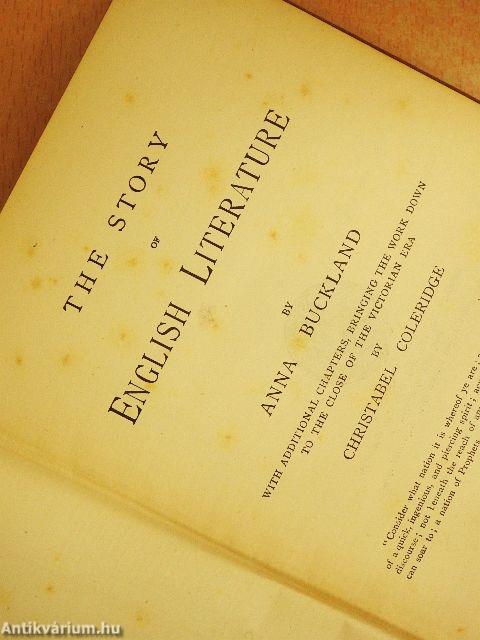 THE STORY
OF
ENGLISH LITERATURE
BY
ANNA BUCKLAND
WITH ADDITIONAL CHAPTERS, BRINGING THE WORK DOWN
TO THE CLOSE OF THE VICTORIAN ERA
BY
CHRISTABEL COLERIDGE
"Consider what nation it is whereof ye are;
of a quick, ingenious, and piercing spirit;
discourse; not beneath the reach of
can soar to; a nation of Prophets
Antikvárium.hu